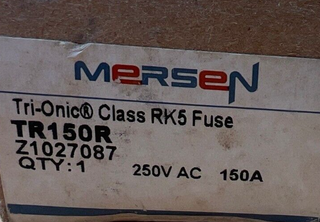 MERSEN
Tri-Onic® Class RK5 Fuse
TR150R
Z1027087
QTY: 1 250V AC 150A